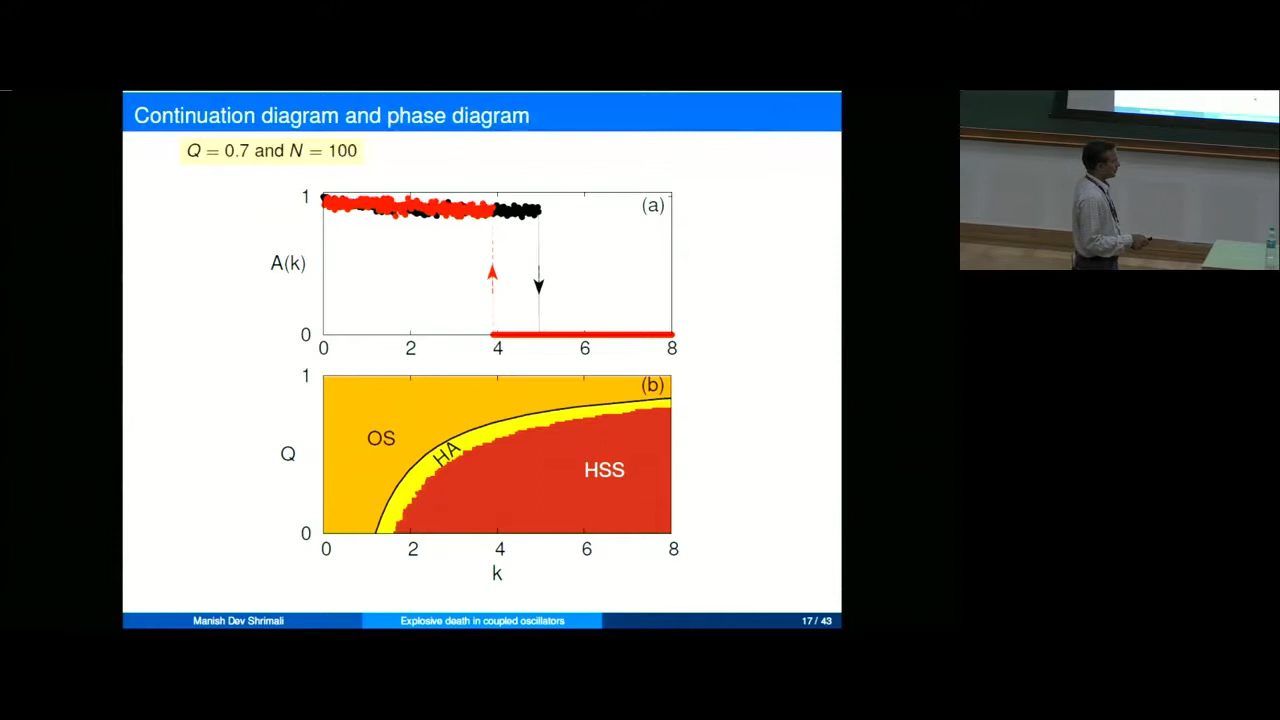 Continuation diagram and phase diagram
Q = 0.7 and N = 100
1
(a)
A(k)
0
0 2 4 6 8
1
(b)
OS
HA
Q
HSS
0
0 2 4 6 8
k
Manish Dev Shrimali Explosive death in coupled oscillators 17 / 43